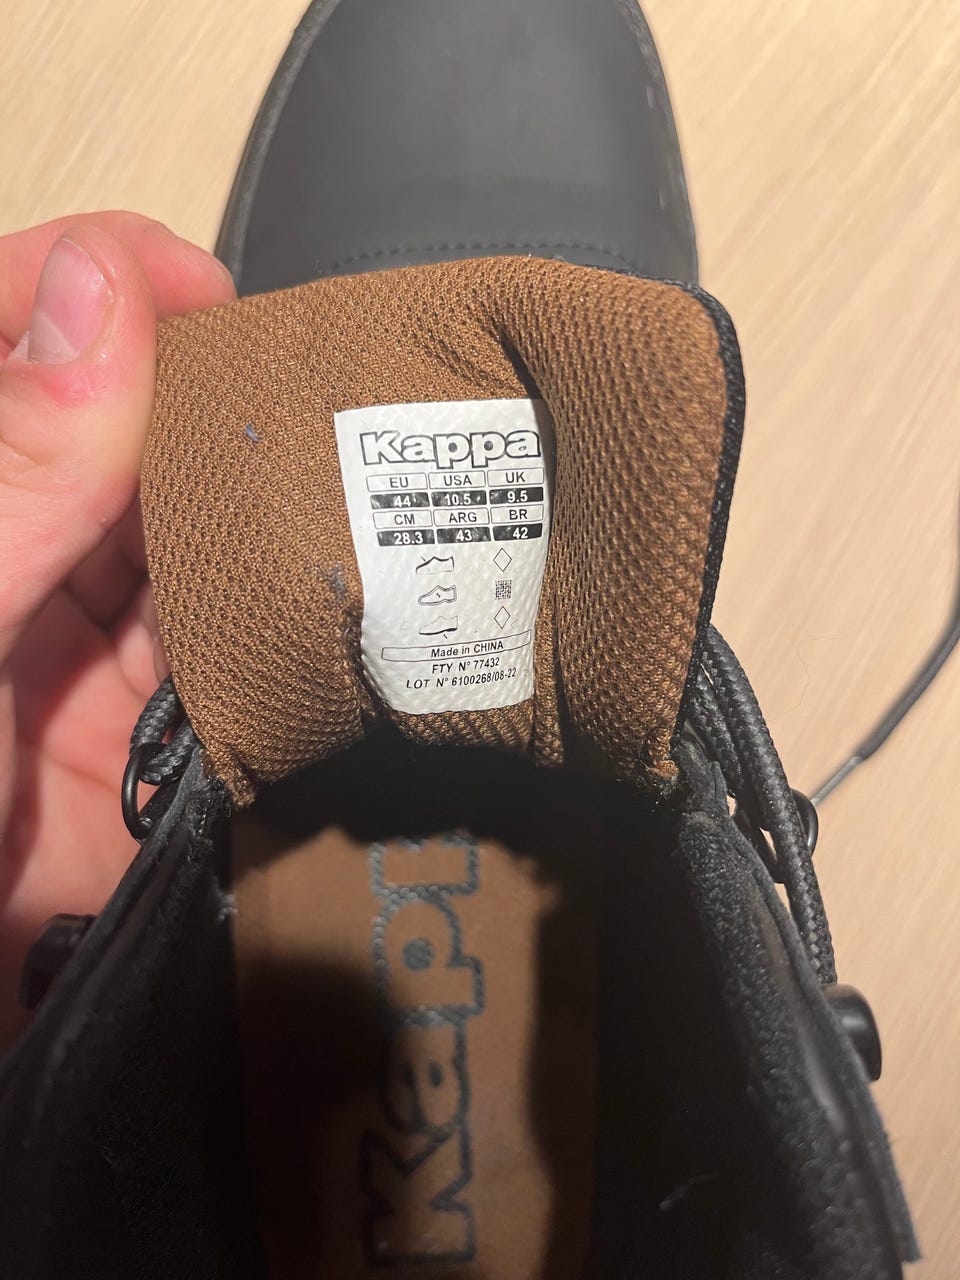 Kappa
EU USA UK
44 10.5 9.5
CM ARG BR
28.3 43 42
Made in CHINA
FTY N° 77432
LOT N° 6100268/08-22
Kapp